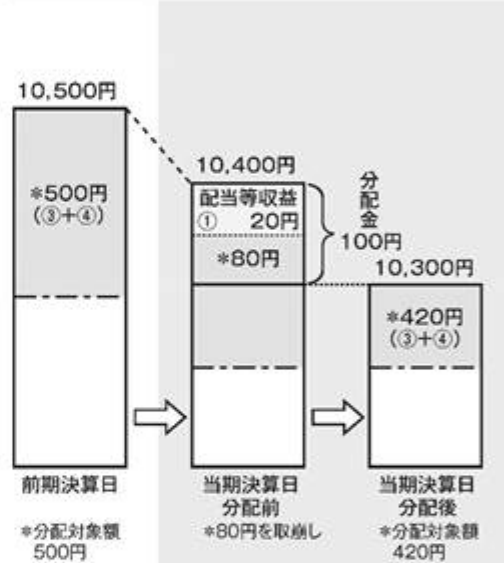 10,500円
*500円
(③+④)
前期決算日
*分配対象額
500円
10,400円
配当等収益
① 20円
*80円
分配金
100円
当期決算日
分配前
*80円を取崩し
10,300円
*420円
(③+④)
当期決算日
分配後
*分配対象額
420円